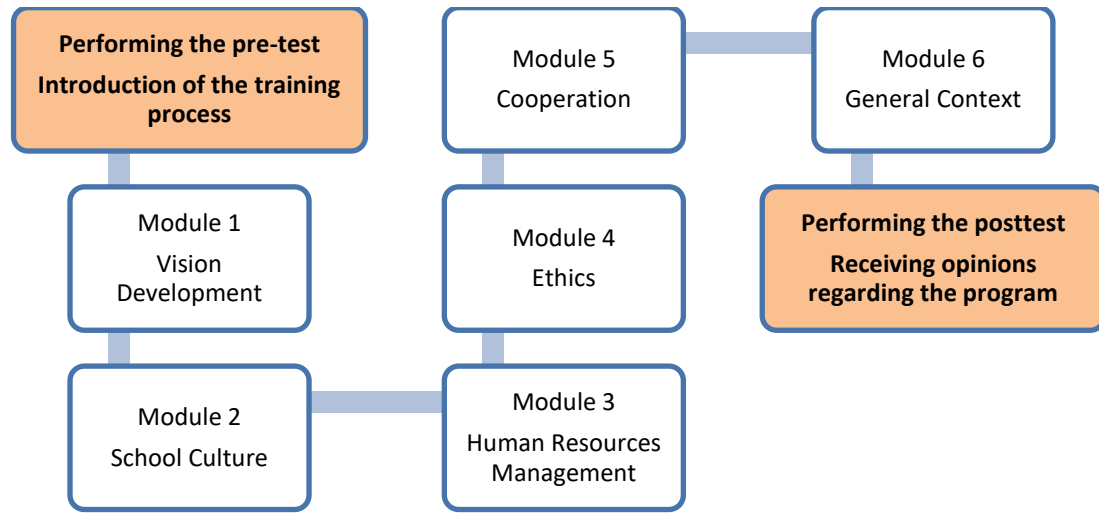 Performing the pre-test
Introduction of the training
process
Module 1
Vision
Development
Module 2
School Culture
Module 3
Human Resources
Management
Module 4
Ethics
Module 5
Cooperation
Module 6
General Context
Performing the posttest
Receiving opinions
regarding the program